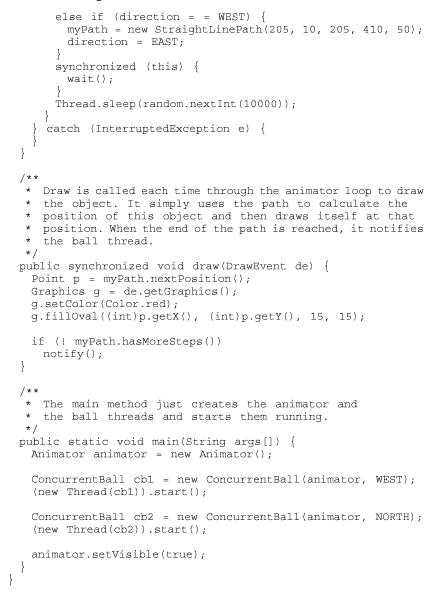 else if (direction = = WEST) {
myPath = new StraightLinePath(205, 10, 205, 410, 50);
direction = EAST;
}
synchronized (this) {
wait();
}
Thread.sleep(random.nextInt(10000));
}
} catch (InterruptedException e) {
}
}
/**
* Draw is called each time through the animator loop to draw
* the object. It simply uses the path to calculate the
* position of this object and then draws itself at that
* position. When the end of the path is reached, it notifies
* the ball thread.
*/
public synchronized void draw(DrawEvent de) {
Point p = myPath.nextPosition();
Graphics g = de.getGraphics();
g.setColor(Color.red);
g.fillOval((int)p.getX(), (int)p.getY(), 15, 15);
if (! myPath.hasMoreSteps())
notify();
}
/**
* The main method just creates the animator and
* the ball threads and starts them running.
*/
public static void main(String args[]) {
Animator animator = new Animator();
ConcurrentBall cb1 = new ConcurrentBall(animator, WEST);
(new Thread(cb1)).start();
ConcurrentBall cb2 = new ConcurrentBall(animator, NORTH);
(new Thread(cb2)).start();
animator.setVisible(true);
}
}